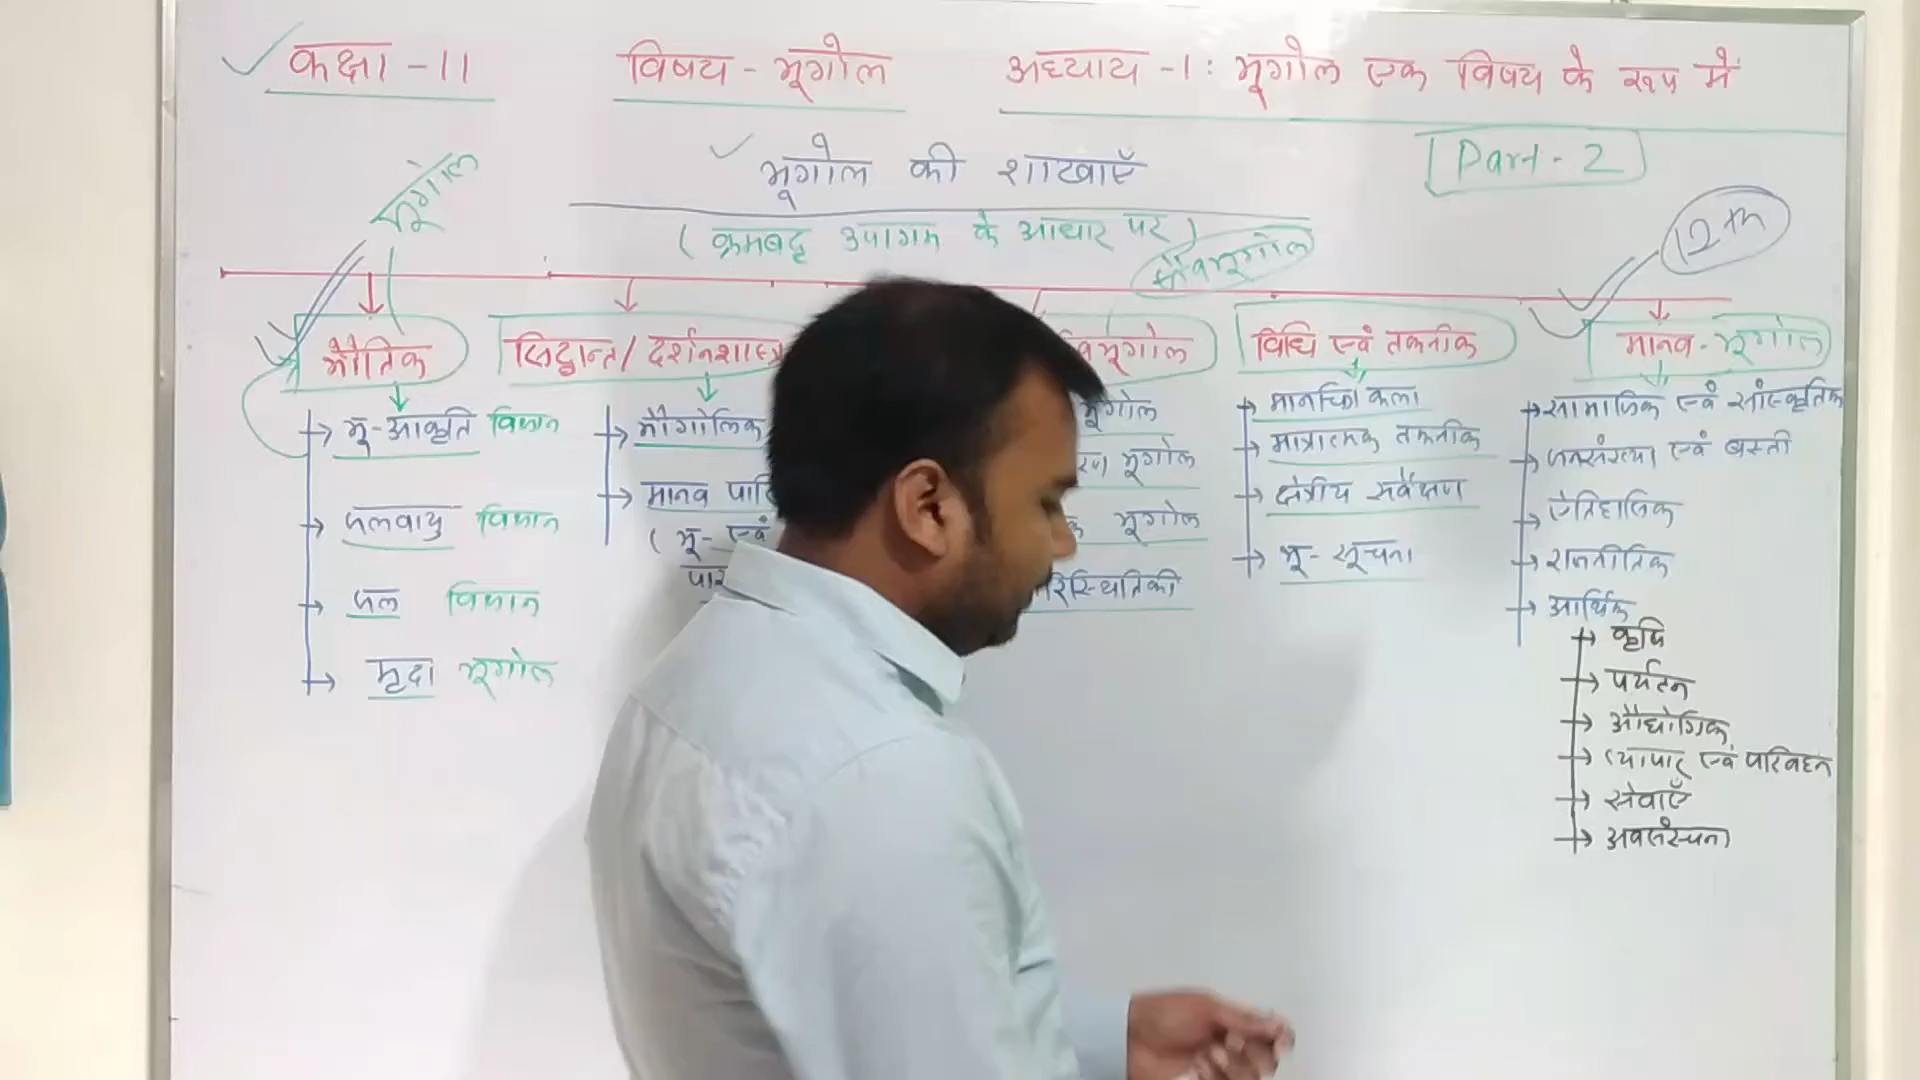 कक्षा - 11 विषय - भूगोल अध्याय - 1 : भूगोल एक विषय के रूप में
Part - 2
भूगोल की शाखाएँ
(क्रमबद्ध उपागम के आधार पर)
भूगोल
जैवभूगोल
12th
भौतिक
भू-आकृति विज्ञान
जलवायु विज्ञान
जल विज्ञान
मृदा भूगोल
सिद्धान्त / दर्शनशास्त्र
भौगोलिक
मानव पारि
( भू- एवं
पार
वभूगोल
भूगोल
भूगोल
भूगोल
रिस्थितिकी
विधि एवं तकनीक
मानचित्र कला
मात्रात्मक तकनीक
क्षेत्रीय सर्वेक्षण
भू- सूचना
मानव-भूगोल
सामाजिक एवं सांस्कृतिक
जनसंख्या एवं बस्ती
ऐतिहासिक
राजनीतिक
आर्थिक
कृषि
पर्यटन
औद्योगिक
व्यापार एवं परिवहन
सेवाएँ
अवसंरचना